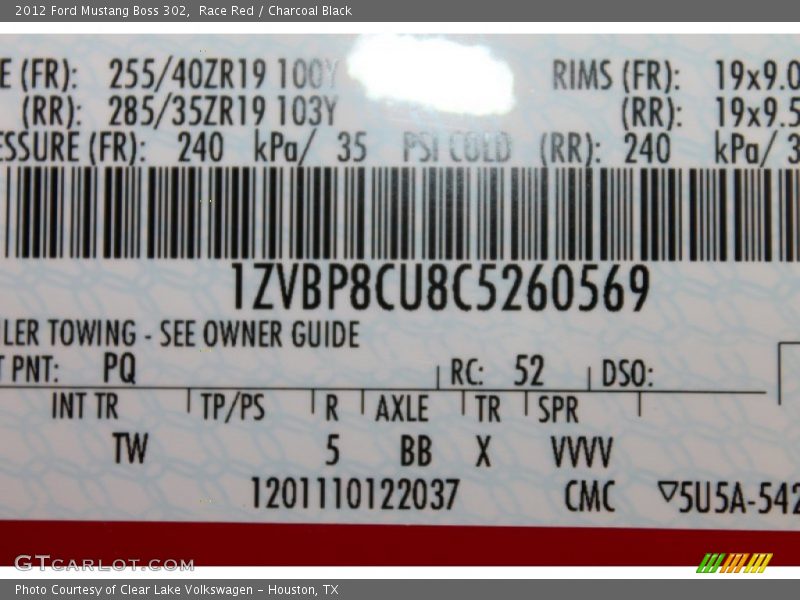 2012 Ford Mustang Boss 302, Race Red / Charcoal Black
E (FR): 255/40ZR19 100Y RIMS (FR): 19x9.0
(RR): 285/35ZR19 103Y (RR): 19x9.5
ESSURE (FR): 240 kPa/ 35 PSI COLD (RR): 240 kPa/ 3
1ZVBP8CU8C5260569
ILER TOWING - SEE OWNER GUIDE
T PNT: PQ RC: 52 DSO:
INT TR TP/PS R AXLE TR SPR
TW 5 BB X VVVV
1201110122037 CMC ▽5U5A-542
GTCARLOT.COM
Photo Courtesy of Clear Lake Volkswagen – Houston, TX